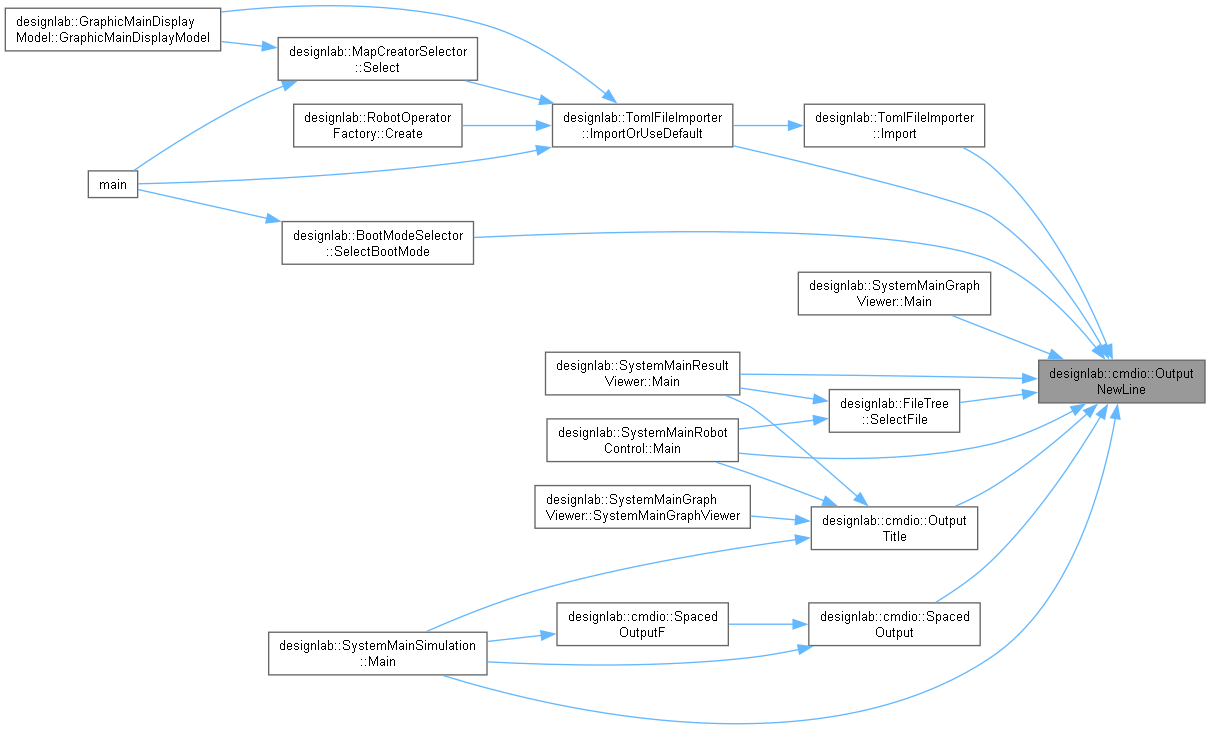 designlab::GraphicMainDisplay
Model::GraphicMainDisplayModel
designlab::MapCreatorSelector
::Select
designlab::RobotOperator
Factory::Create
designlab::TomlFileImporter
::ImportOrUseDefault
designlab::TomlFileImporter
::Import
main
designlab::BootModeSelector
::SelectBootMode
designlab::SystemMainGraph
Viewer::Main
designlab::SystemMainResult
Viewer::Main
designlab::cmdio::Output
NewLine
designlab::FileTree
::SelectFile
designlab::SystemMainRobot
Control::Main
designlab::SystemMainGraph
Viewer::SystemMainGraphViewer
designlab::cmdio::Output
Title
designlab::cmdio::Spaced
OutputF
designlab::cmdio::Spaced
Output
designlab::SystemMainSimulation
::Main